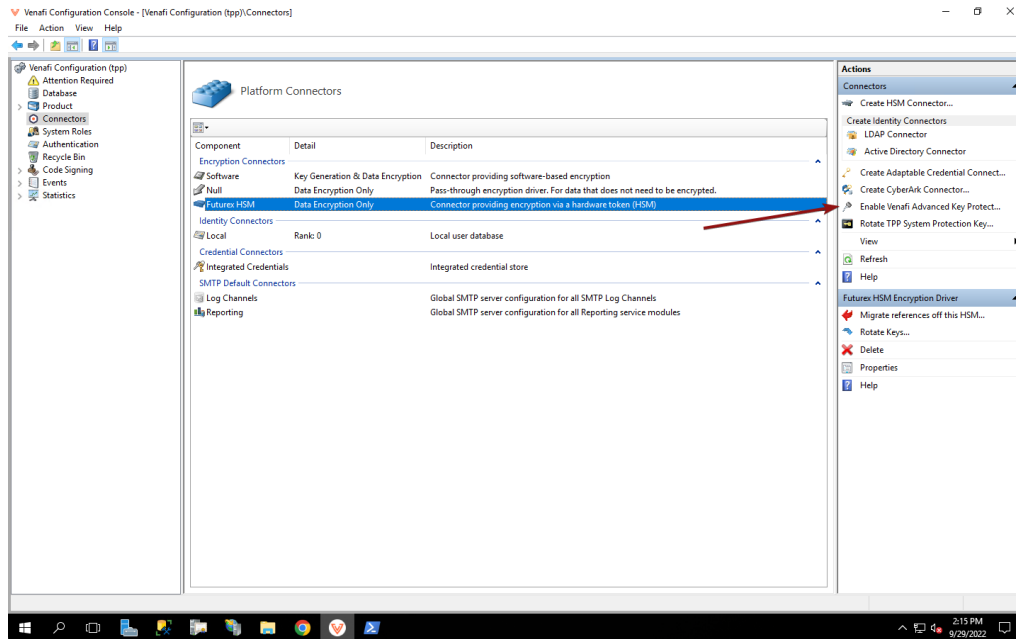 Venafi Configuration Console - [Venafi Configuration (tpp)\Connectors]
File Action View Help
Venafi Configuration (tpp)
Attention Required
Database
Product
Connectors
System Roles
Authentication
Recycle Bin
Code Signing
Events
Statistics
Platform Connectors
Component Detail Description
Encryption Connectors
Software Key Generation & Data Encryption Connector providing software-based encryption
Null Data Encryption Only Pass-through encryption driver. For data that does not need to be encrypted.
Futurex HSM Data Encryption Only Connector providing encryption via a hardware token (HSM)
Identity Connectors
Local Rank: 0 Local user database
Credential Connectors
Integrated Credentials Integrated credential store
SMTP Default Connectors
Log Channels Global SMTP server configuration for all SMTP Log Channels
Reporting Global SMTP server configuration for all Reporting service modules
Actions
Connectors
Create HSM Connector...
Create Identity Connectors
LDAP Connector
Active Directory Connector
Create Adaptable Credential Connect...
Create CyberArk Connector...
Enable Venafi Advanced Key Protect...
Rotate TPP System Protection Key...
View
Refresh
Help
Futurex HSM Encryption Driver
Migrate references off this HSM...
Rotate Keys...
Delete
Properties
Help
2:15 PM
9/29/2022